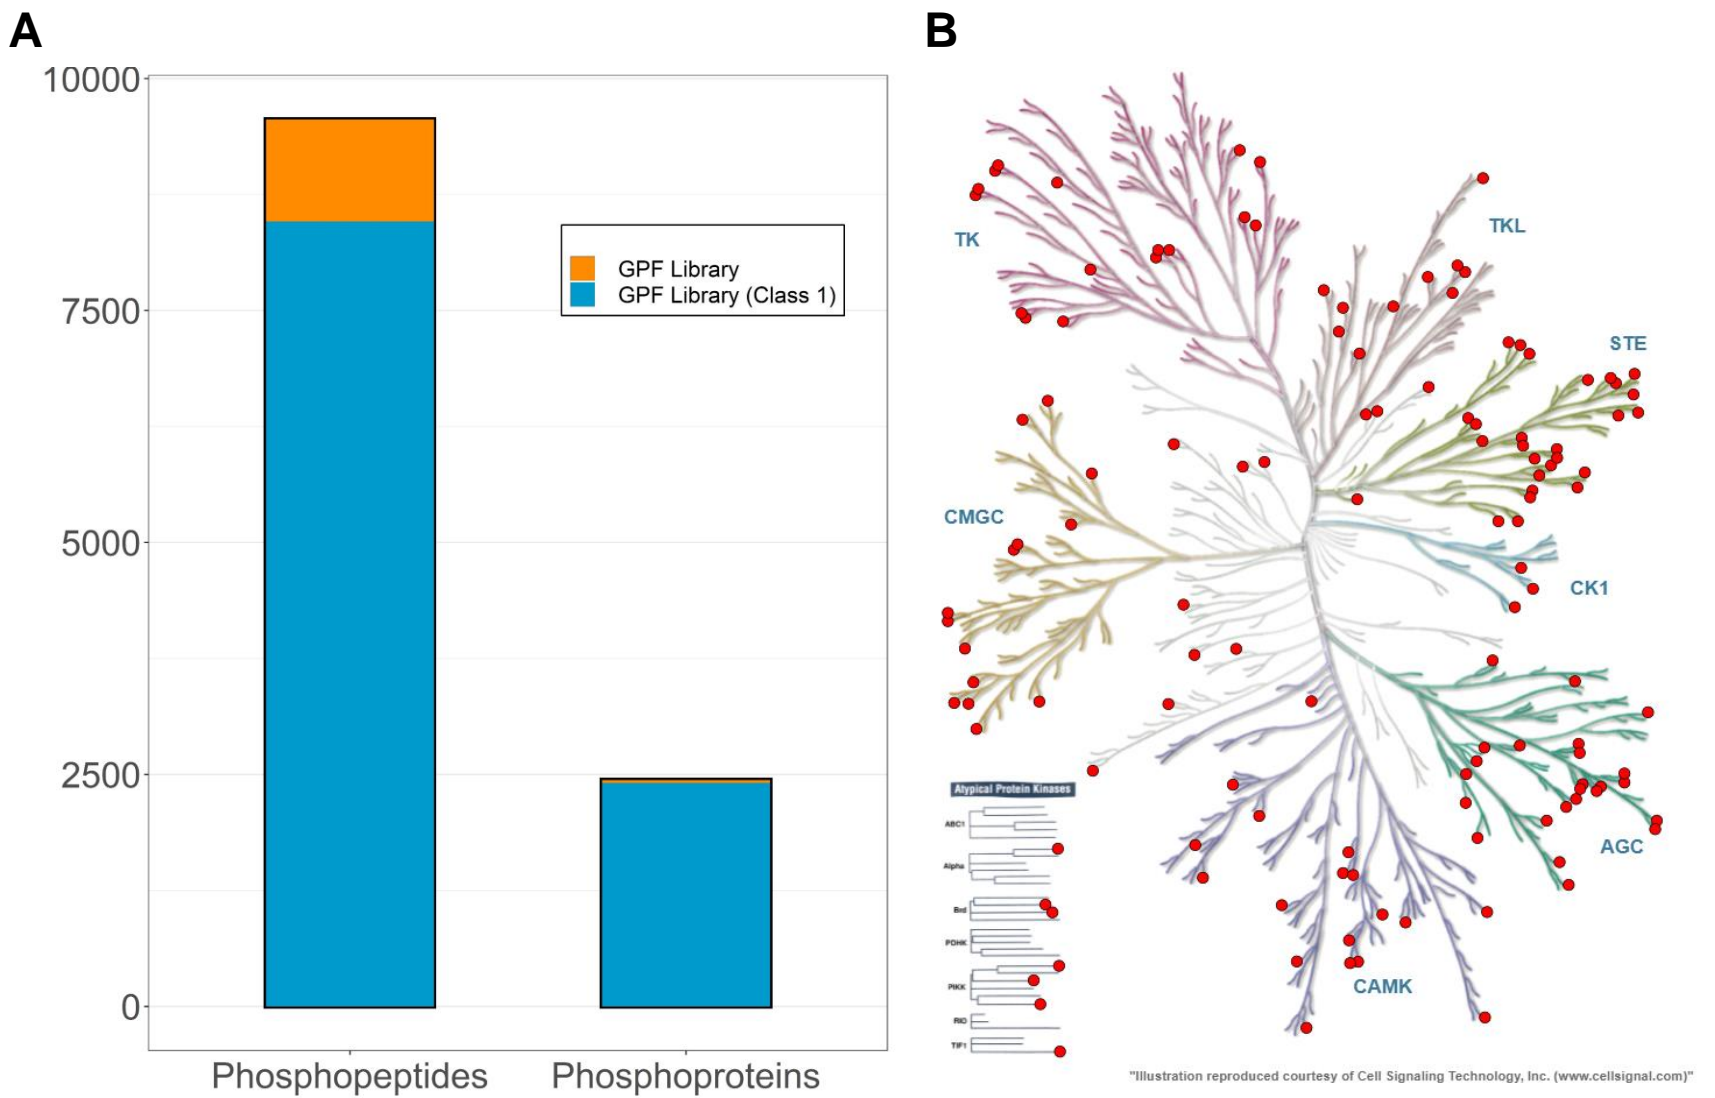 A
B
10000
7500
5000
2500
0
GPF Library
GPF Library (Class 1)
Phosphopeptides
Phosphoproteins
TK
TKL
STE
CMGC
CK1
AGC
CAMK
Atypical Protein Kinases
ABC1
Alpha
Brd
PDHK
PIKK
RIO
TIF1
"Illustration reproduced courtesy of Cell Signaling Technology, Inc. (www.cellsignal.com)"